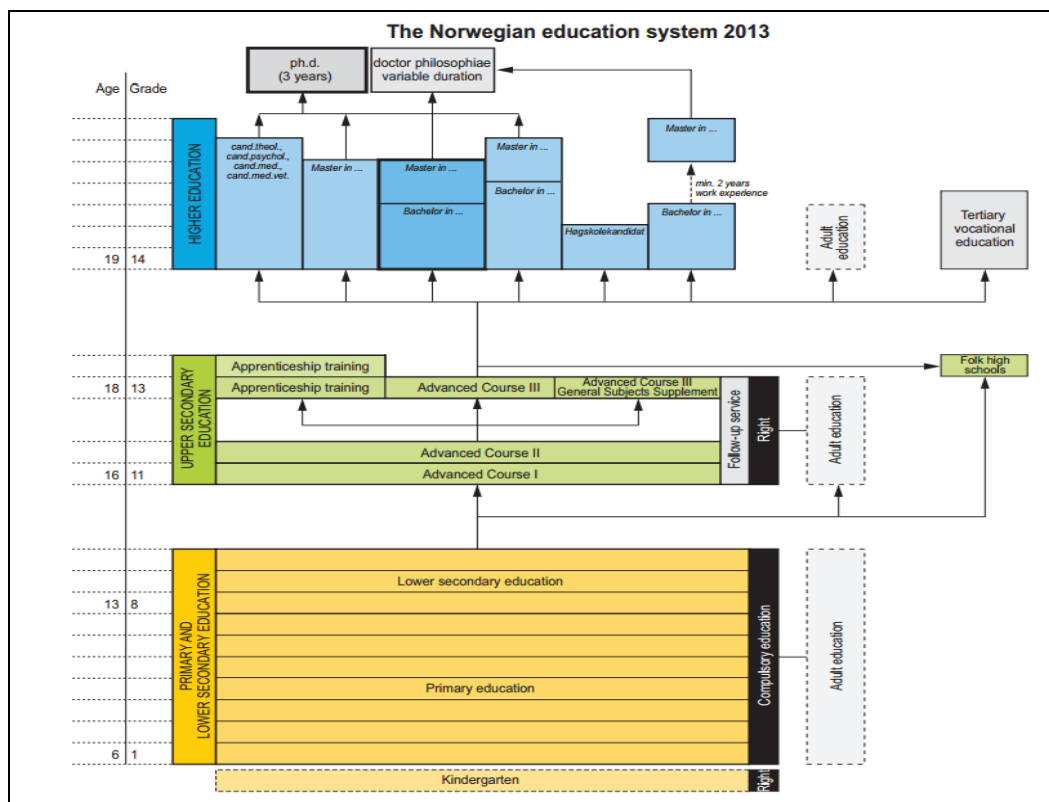 The Norwegian education system 2013
ph.d.
(3 years)
doctor philosophiae
variable duration
Age
Grade
HIGHER EDUCATION
cand.theol.,
cand.psychol.,
cand.med.,
cand.med.vet.
Master in ...
Master in ...
Bachelor in ...
Master in ...
Bachelor in ...
Høgskolekandidat
Master in ...
min. 2 years
work experience
Bachelor in ...
Adult
education
Tertiary
vocational
education
19
14
UPPER SECONDARY
EDUCATION
Apprenticeship training
Apprenticeship training
Advanced Course III
Advanced Course III
General Subjects Supplement
Advanced Course II
Advanced Course I
Follow-up service
Right
Adult education
Folk high
schools
18
13
16
11
PRIMARY AND
LOWER SECONDARY EDUCATION
Lower secondary education
Primary education
Compulsory education
Adult education
13
8
6
1
Kindergarten
Right